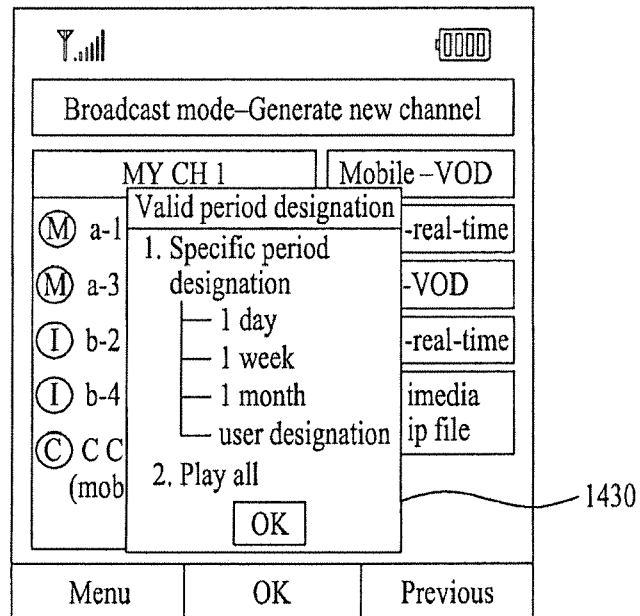 Broadcast mode–Generate new channel
MY CH 1
Mobile–VOD
Valid period designation
1. Specific period
designation
1 day
1 week
1 month
user designation
2. Play all
OK
M a-1
M a-3
I b-2
I b-4
C C C
(mob
-real-time
-VOD
-real-time
imedia
ip file
1430
Menu
OK
Previous